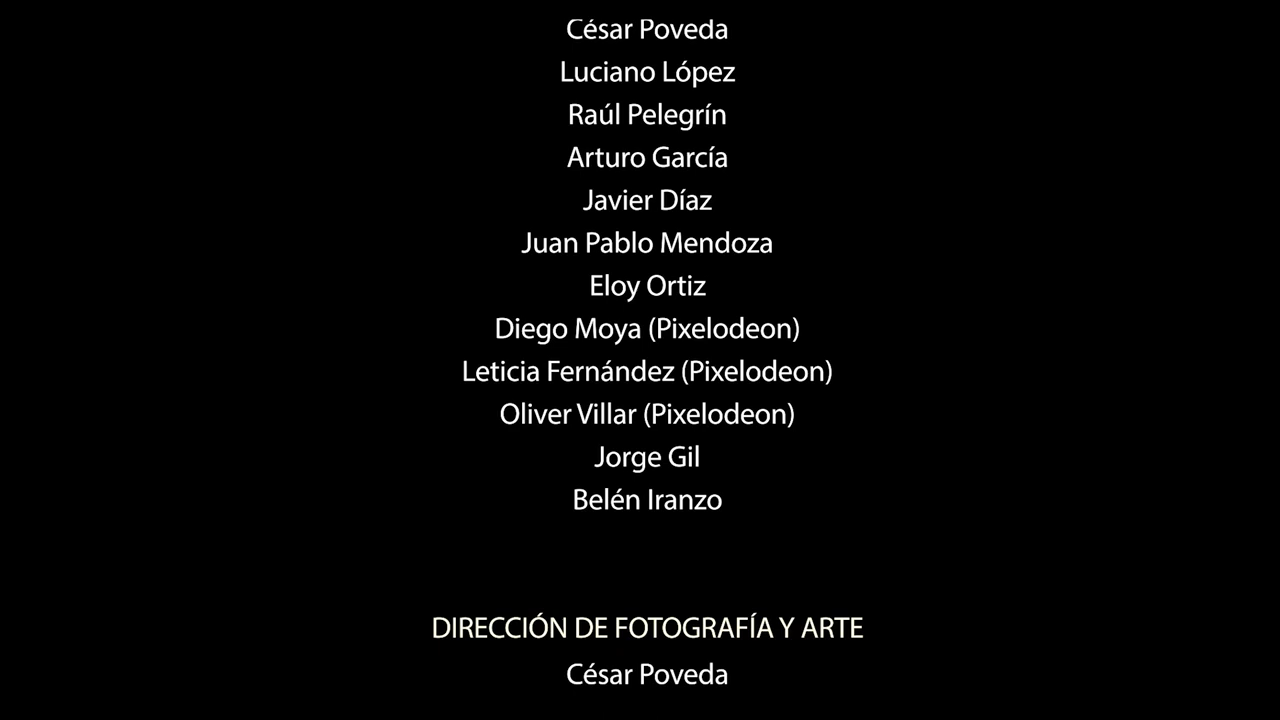 César Poveda
Luciano López
Raúl Pelegrín
Arturo García
Javier Díaz
Juan Pablo Mendoza
Eloy Ortiz
Diego Moya (Pixelodeon)
Leticia Fernández (Pixelodeon)
Oliver Villar (Pixelodeon)
Jorge Gil
Belén Iranzo
DIRECCIÓN DE FOTOGRAFÍA Y ARTE
César Poveda